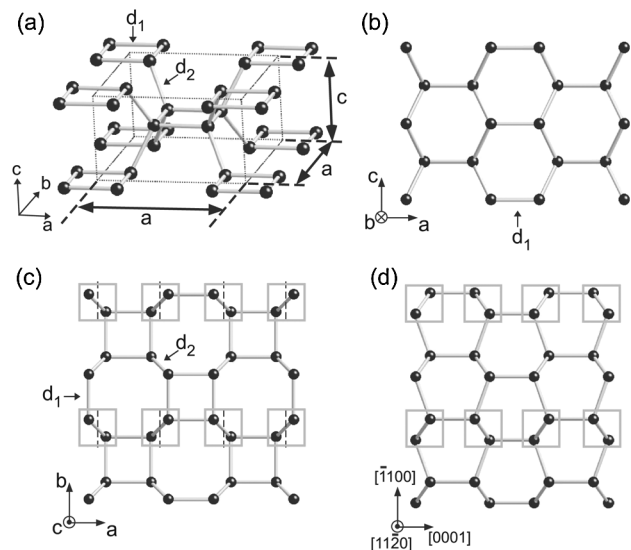 (a)
d₁
d₂
c
a
a
c
b
a
(b)
c
b
a
d₁
(c)
d₂
d₁
b
c
a
(d)
[1̄100]
[112̄0]
[0001]